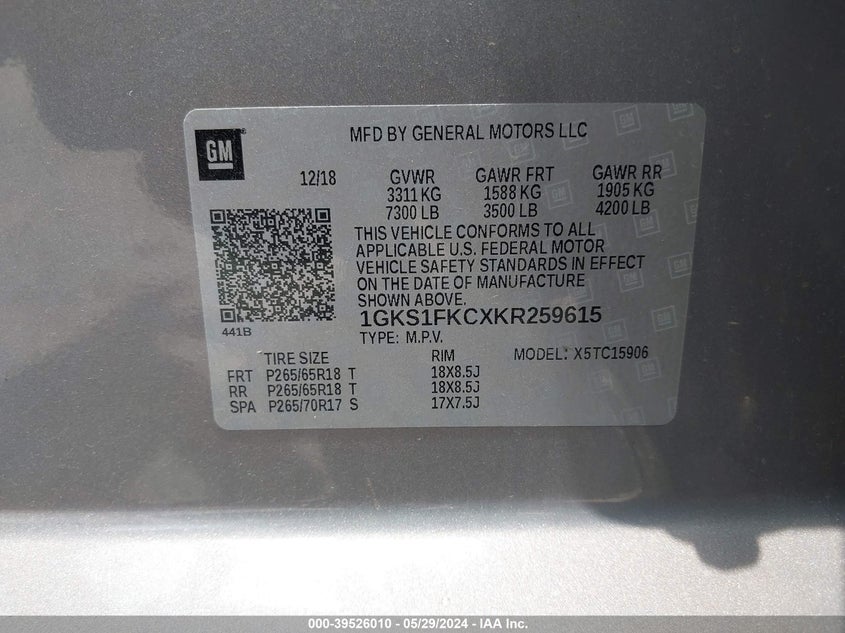 GM
MFD BY GENERAL MOTORS LLC
12/18 GVWR GAWR FRT GAWR RR
3311 KG 1588 KG 1905 KG
7300 LB 3500 LB 4200 LB
THIS VEHICLE CONFORMS TO ALL
APPLICABLE U.S. FEDERAL MOTOR
VEHICLE SAFETY STANDARDS IN EFFECT
ON THE DATE OF MANUFACTURE
SHOWN ABOVE.
441B
1GKS1FKCXKR259615
TYPE: M.P.V.
TIRE SIZE RIM MODEL: X5TC15906
FRT P265/65R18 T 18X8.5J
RR P265/65R18 T 18X8.5J
SPA P265/70R17 S 17X7.5J
000-39526010 - 05/29/2024 - IAA Inc.